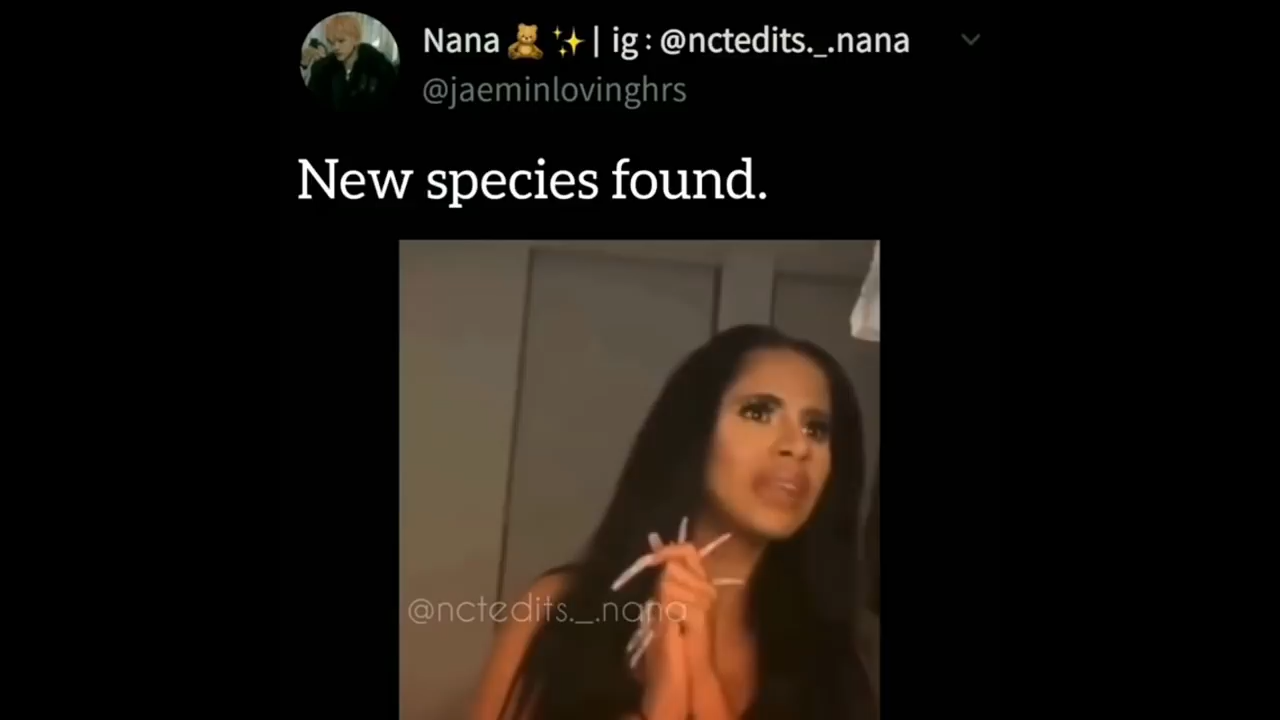 Nana 🧸✨| ig : @nctedits._.nana
@jaeminlovinghrs
New species found.
@nctedits._.nana